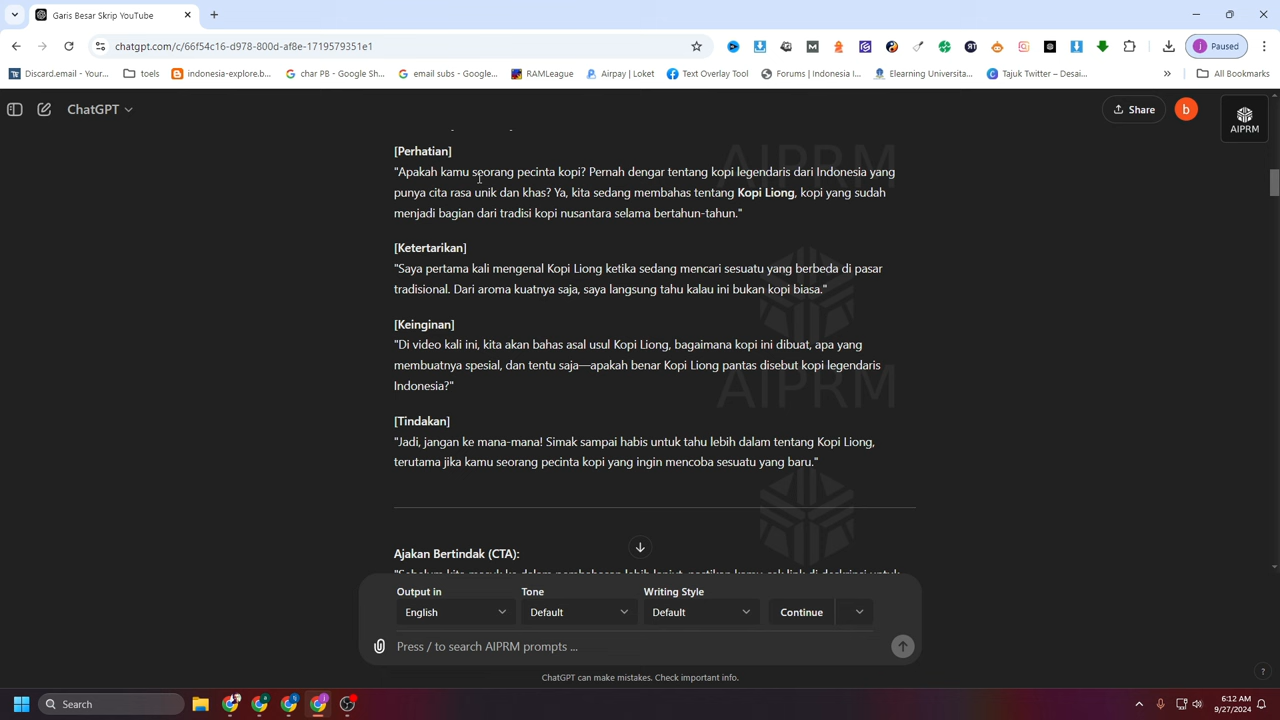 Garis Besar Skrip YouTube
chatgpt.com/c/66f54c16-d978-800d-af8e-1719579351e1
Paused
Discard.email - Your...
toels
indonesia-explore.b...
char PB - Google Sh...
email subs - Google...
RAMLeague
Airpay | Loket
Text Overlay Tool
Forums | Indonesia I...
Elearning Universita...
Tajuk Twitter – Desai...
All Bookmarks
ChatGPT
Share
b
AIPRM
[Perhatian]
"Apakah kamu seorang pecinta kopi? Pernah dengar tentang kopi legendaris dari Indonesia yang
punya cita rasa unik dan khas? Ya, kita sedang membahas tentang Kopi Liong, kopi yang sudah
menjadi bagian dari tradisi kopi nusantara selama bertahun-tahun."
[Ketertarikan]
"Saya pertama kali mengenal Kopi Liong ketika sedang mencari sesuatu yang berbeda di pasar
tradisional. Dari aroma kuatnya saja, saya langsung tahu kalau ini bukan kopi biasa."
[Keinginan]
"Di video kali ini, kita akan bahas asal usul Kopi Liong, bagaimana kopi ini dibuat, apa yang
membuatnya spesial, dan tentu saja—apakah benar Kopi Liong pantas disebut kopi legendaris
Indonesia?"
[Tindakan]
"Jadi, jangan ke mana-mana! Simak sampai habis untuk tahu lebih dalam tentang Kopi Liong,
terutama jika kamu seorang pecinta kopi yang ingin mencoba sesuatu yang baru."
AIPRM
AIPRM
Ajakan Bertindak (CTA):
Output in
Tone
Writing Style
English
Default
Default
Continue
Press / to search AIPRM prompts ...
ChatGPT can make mistakes. Check important info.
?
Search
6:12 AM
9/27/2024